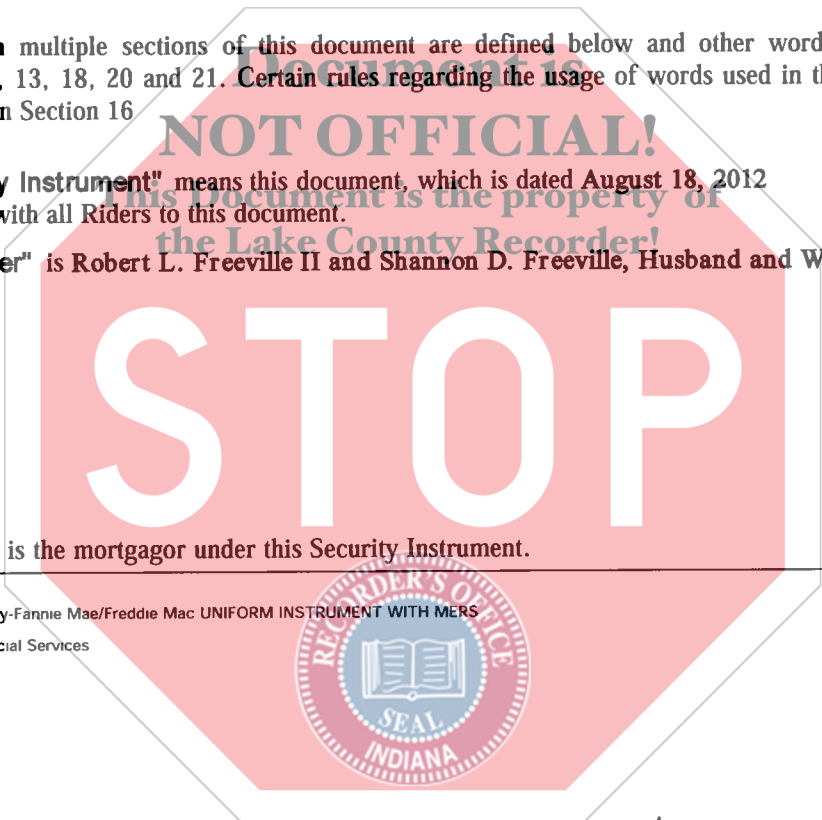 multiple sections of this document are defined below and other word
Document is
, 13, 18, 20 and 21. Certain rules regarding the usage of words used in th
n Section 16
NOT OFFICIAL!
y Instrument" means this document, which is dated August 18, 2012
This Document is the property of
with all Riders to this document.
the Lake County Recorder!
er" is Robert L. Freeville II and Shannon D. Freeville, Husband and W
STOP
is the mortgagor under this Security Instrument.
y-Fannie Mae/Freddie Mac UNIFORM INSTRUMENT WITH MERS
cial Services
RECORDER'S OFFICE
SEAL
INDIANA